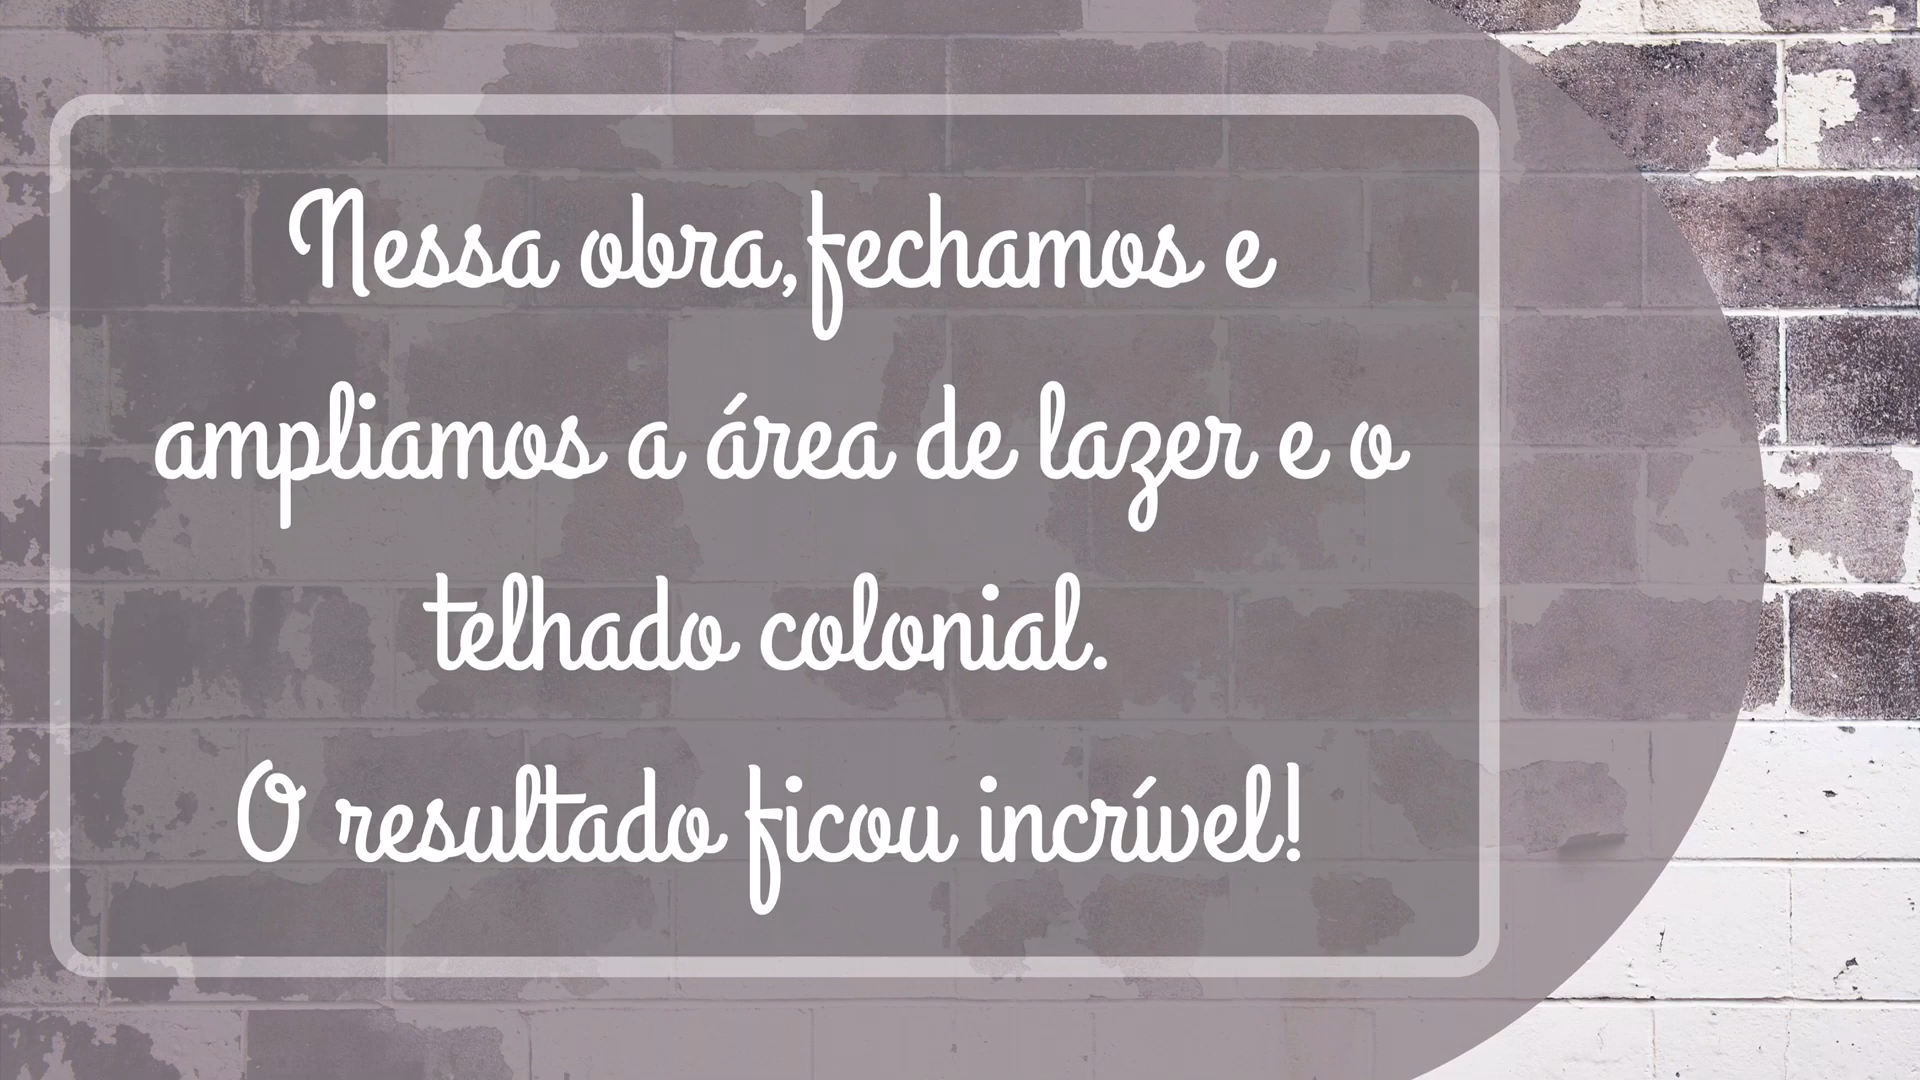 Nessa obra, fechamos e
ampliamos a área de lazer e o
telhado colonial.
O resultado ficou incrível!